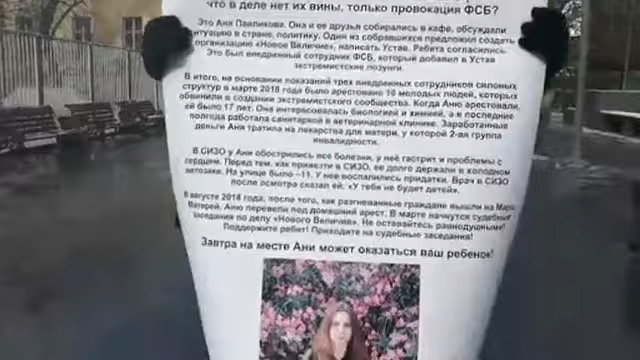 что в деле нет их вины, только провокация ФСБ?
Это Аня Павликова. Она и ее друзья собирались в кафе, обсуждали
ситуацию в стране, политику. Один из собравшихся предложил создать
организацию «Новое Величие», написать Устав. Ребята согласились.
Это был внедренный сотрудник ФСБ, который добавил в Устав
экстремистские лозунги.
В итоге, на основании показаний трех внедренных сотрудников силовых
структур в марте 2018 года было арестовано 10 молодых людей, которых
обвинили в создании экстремистского сообщества. Когда Аню арестовали,
ей было 17 лет. Она интересовалась биологией и химией, а в последние
полгода работала санитаркой в ветеринарной клинике. Заработанные
деньги Аня тратила на лекарства для матери, у которой 2-ая группа
инвалидности.
В СИЗО у Ани обострились все болезни, у неё гастрит и проблемы с
сердцем. Перед тем, как привезти в СИЗО, ее долго держали в холодном
автозаке. На улице было –11. У нее воспалились придатки. Врач в СИЗО
после осмотра сказал ей: «У тебя не будет детей».
В августе 2018 года, после того, как разгневанные граждане вышли на Марш
Матерей, Аню перевели под домашний арест. В марте начнутся судебные
заседания по делу «Нового Величия». Не оставайтесь равнодушными!
Поддержите ребят! Приходите на судебные заседания!
Завтра на месте Ани может оказаться ваш ребенок!